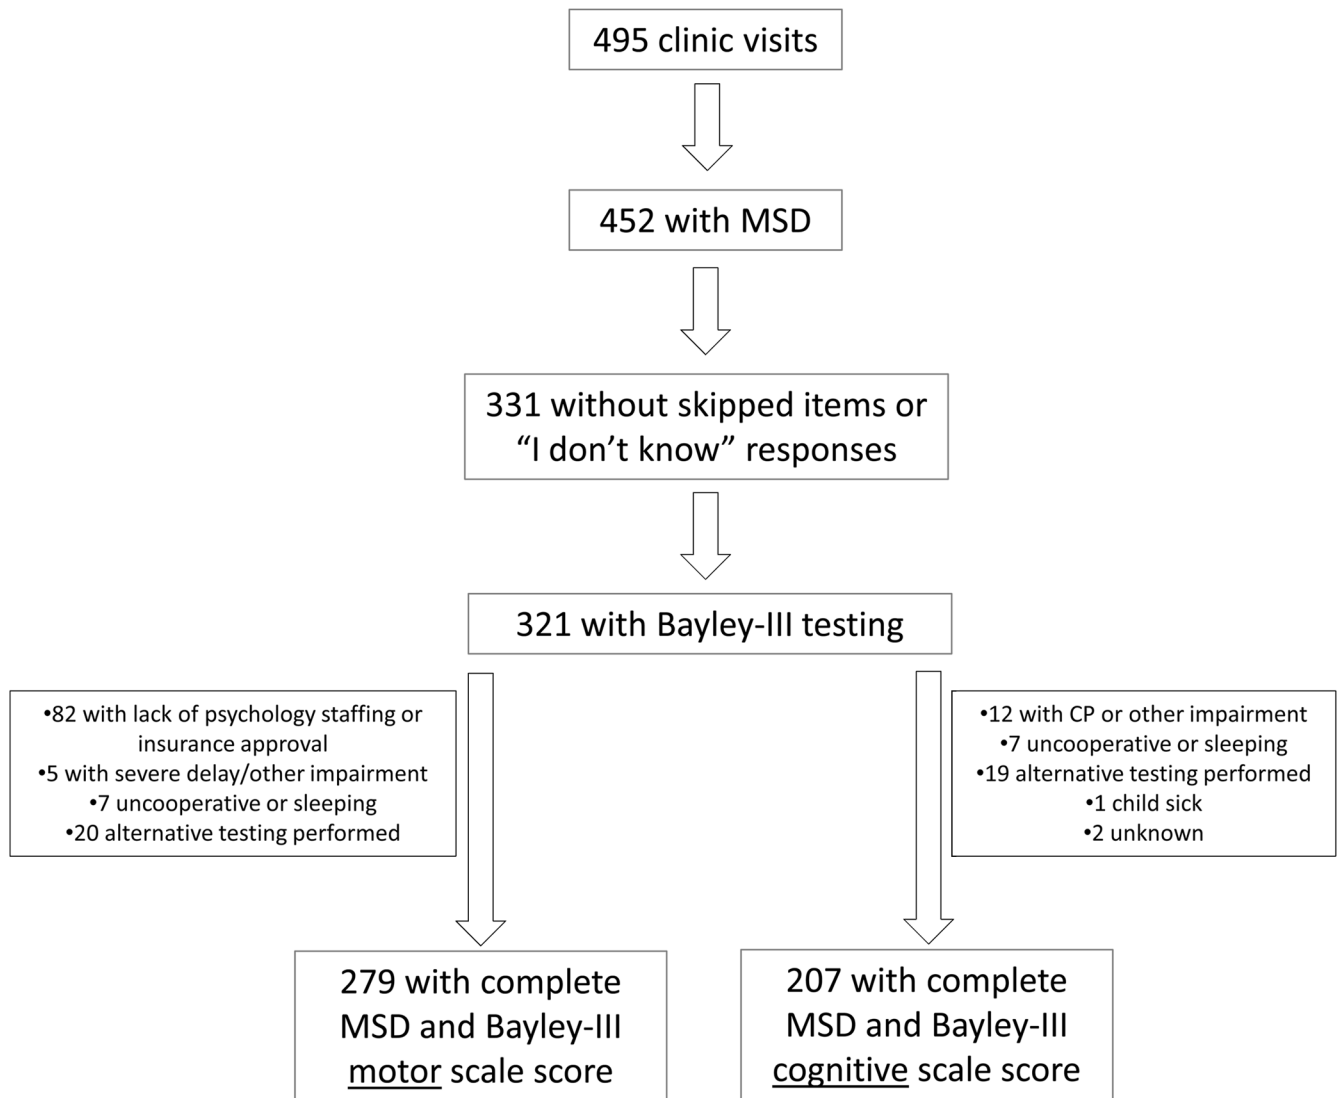 495 clinic visits
452 with MSD
331 without skipped items or
“I don’t know” responses
321 with Bayley-III testing
•82 with lack of psychology staffing or
insurance approval
•5 with severe delay/other impairment
•7 uncooperative or sleeping
•20 alternative testing performed
•12 with CP or other impairment
•7 uncooperative or sleeping
•19 alternative testing performed
•1 child sick
•2 unknown
279 with complete
MSD and Bayley-III
motor scale score
207 with complete
MSD and Bayley-III
cognitive scale score